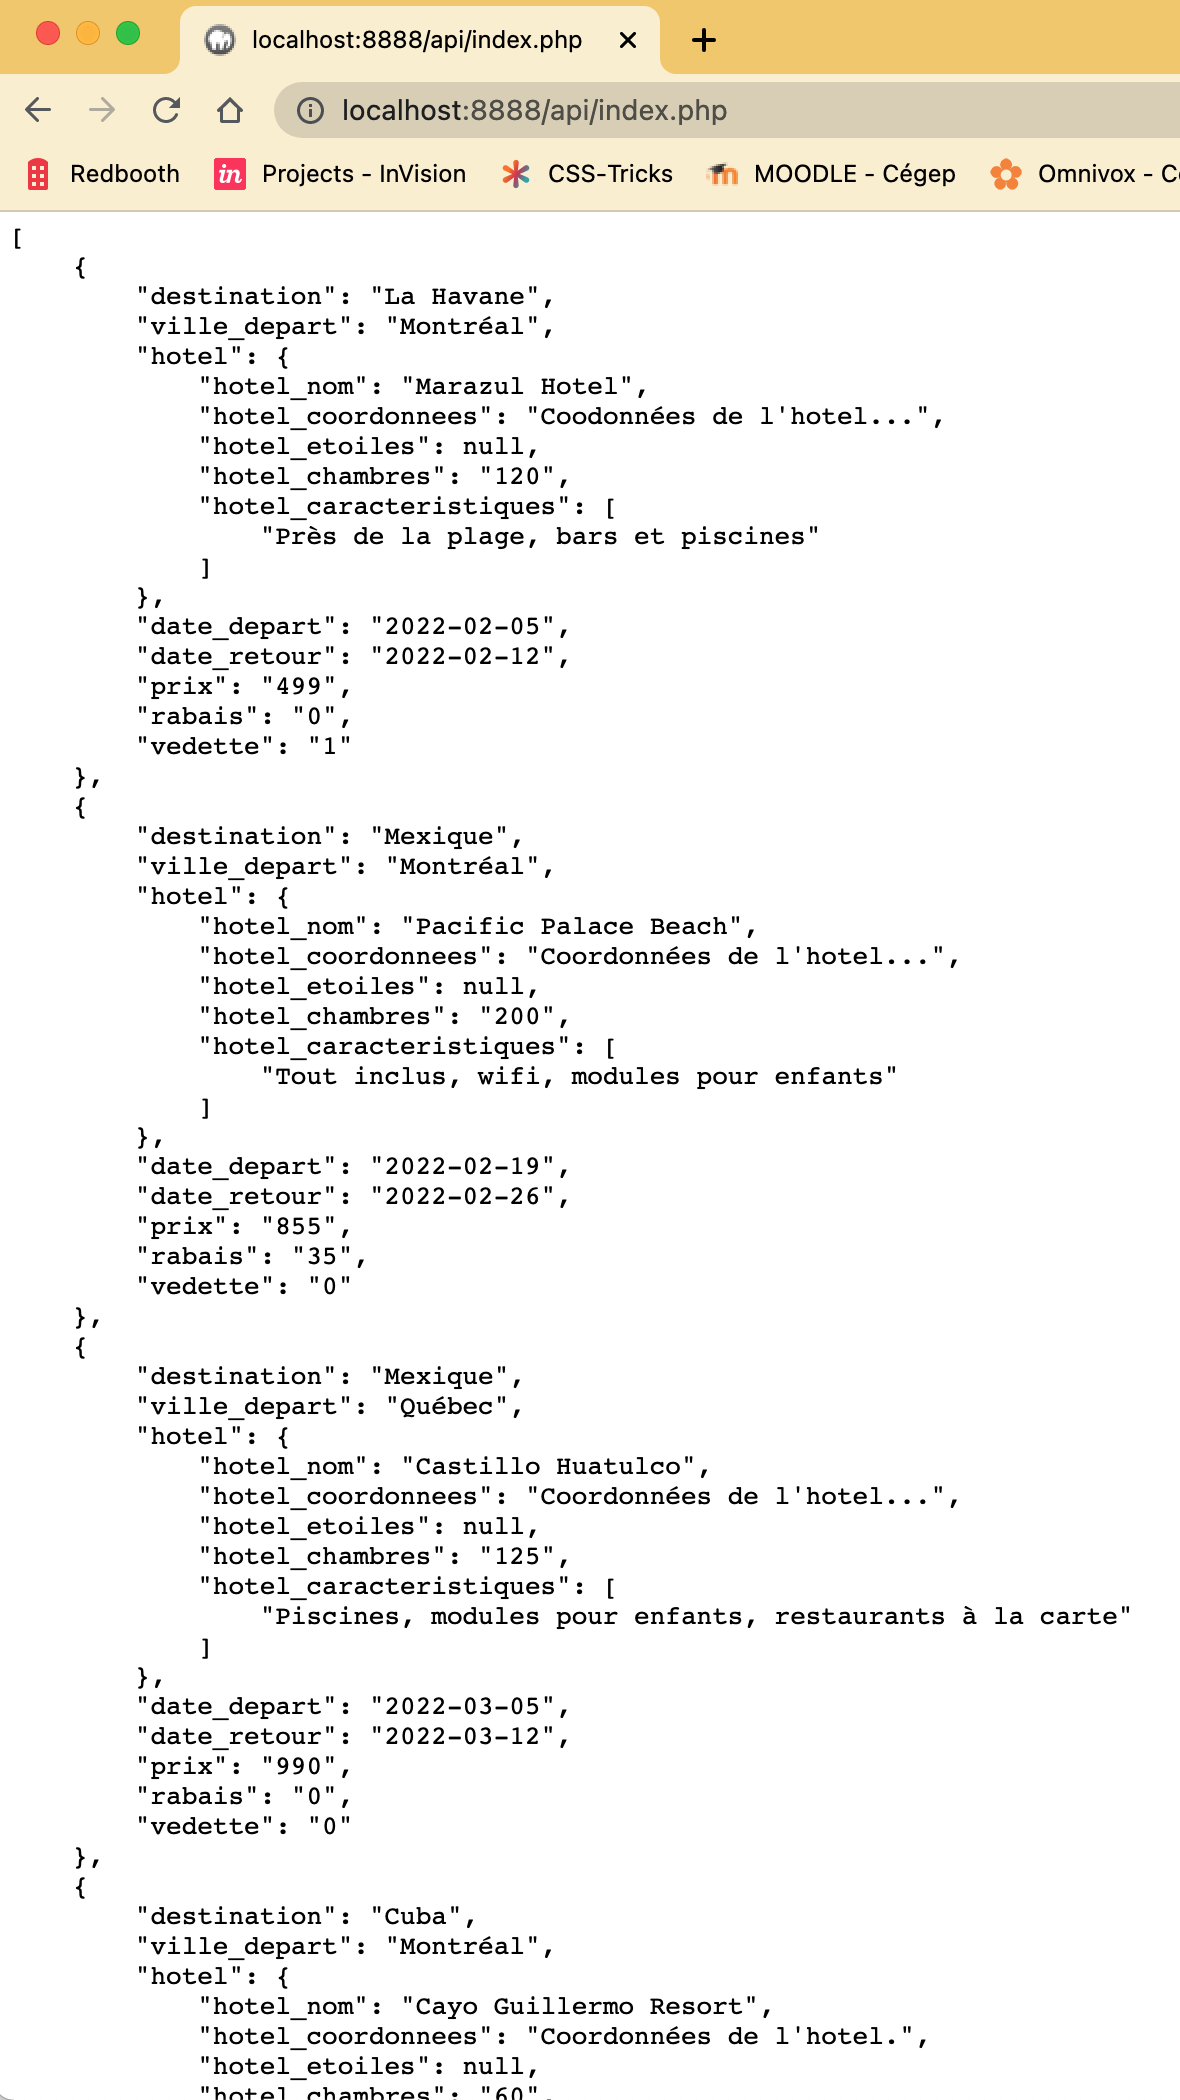 localhost:8888/api/index.php
localhost:8888/api/index.php
Redbooth Projects - InVision CSS-Tricks MOODLE - Cégep Omnivox - C
[
    {
        "destination": "La Havane",
        "ville_depart": "Montréal",
        "hotel": {
            "hotel_nom": "Marazul Hotel",
            "hotel_coordonnees": "Coodonnées de l'hotel...",
            "hotel_etoiles": null,
            "hotel_chambres": "120",
            "hotel_caracteristiques": [
                "Près de la plage, bars et piscines"
            ]
        },
        "date_depart": "2022-02-05",
        "date_retour": "2022-02-12",
        "prix": "499",
        "rabais": "0",
        "vedette": "1"
    },
    {
        "destination": "Mexique",
        "ville_depart": "Montréal",
        "hotel": {
            "hotel_nom": "Pacific Palace Beach",
            "hotel_coordonnees": "Coordonnées de l'hotel...",
            "hotel_etoiles": null,
            "hotel_chambres": "200",
            "hotel_caracteristiques": [
                "Tout inclus, wifi, modules pour enfants"
            ]
        },
        "date_depart": "2022-02-19",
        "date_retour": "2022-02-26",
        "prix": "855",
        "rabais": "35",
        "vedette": "0"
    },
    {
        "destination": "Mexique",
        "ville_depart": "Québec",
        "hotel": {
            "hotel_nom": "Castillo Huatulco",
            "hotel_coordonnees": "Coordonnées de l'hotel...",
            "hotel_etoiles": null,
            "hotel_chambres": "125",
            "hotel_caracteristiques": [
                "Piscines, modules pour enfants, restaurants à la carte"
            ]
        },
        "date_depart": "2022-03-05",
        "date_retour": "2022-03-12",
        "prix": "990",
        "rabais": "0",
        "vedette": "0"
    },
    {
        "destination": "Cuba",
        "ville_depart": "Montréal",
        "hotel": {
            "hotel_nom": "Cayo Guillermo Resort",
            "hotel_coordonnees": "Coordonnées de l'hotel.",
            "hotel_etoiles": null,
            "hotel_chambres": "60",